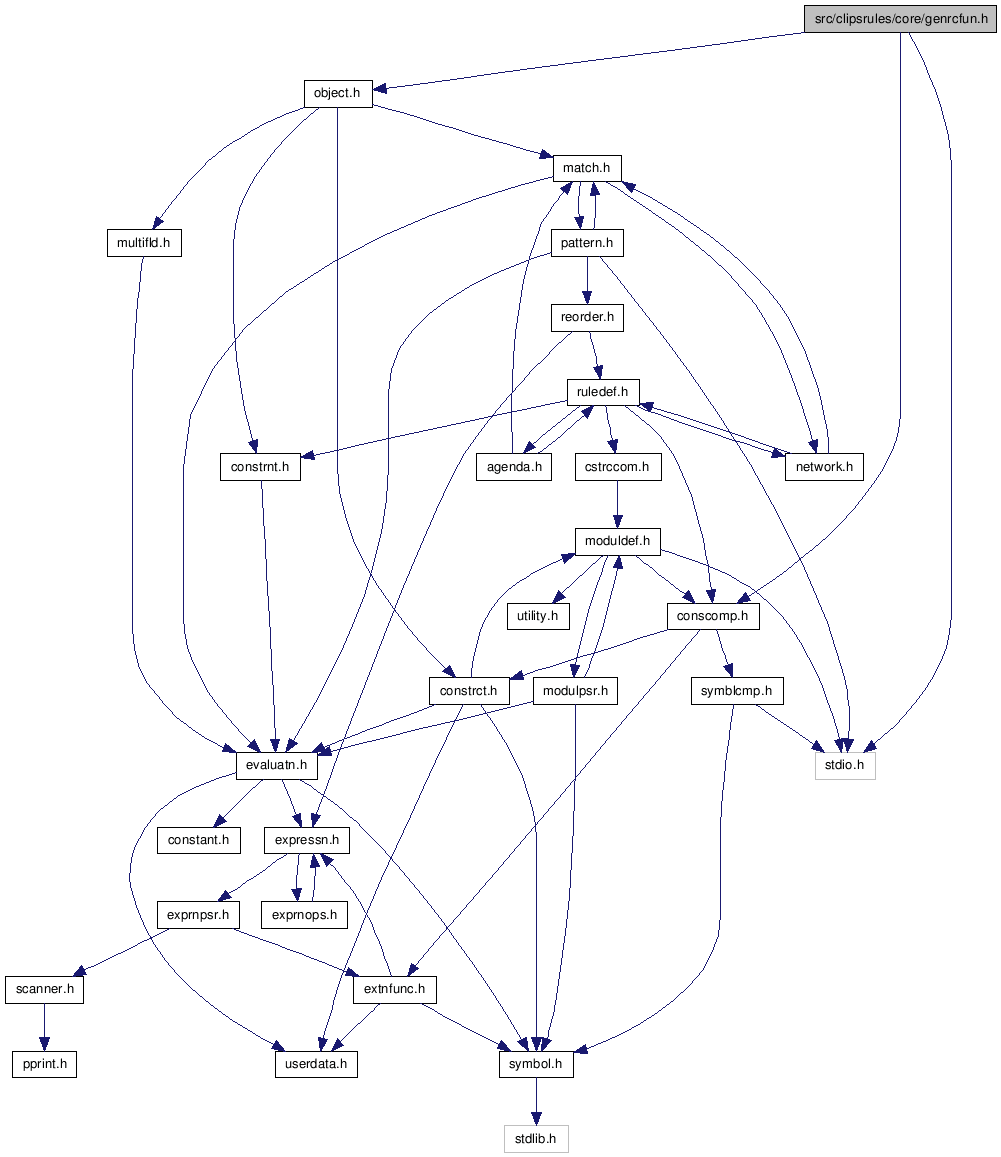 src/clipsrules/core/genrcfun.h
object.h
match.h
multifld.h
pattern.h
reorder.h
ruledef.h
constrnt.h
agenda.h
cstrccom.h
network.h
moduldef.h
utility.h
conscomp.h
constrct.h
modulpsr.h
symblcmp.h
evaluatn.h
stdio.h
constant.h
expressn.h
exprnpsr.h
exprnops.h
scanner.h
extnfunc.h
pprint.h
userdata.h
symbol.h
stdlib.h